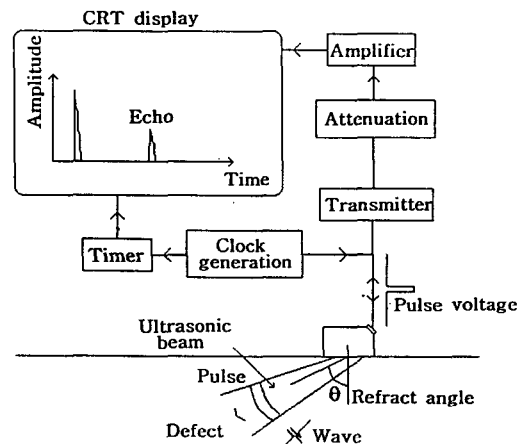 CRT display
Amplifier
Amplitude
Echo
Time
Attenuation
Transmitter
Timer
Clock
generation
Pulse voltage
Ultrasonic
beam
Pulse
θ
Refract angle
Defect
Wave